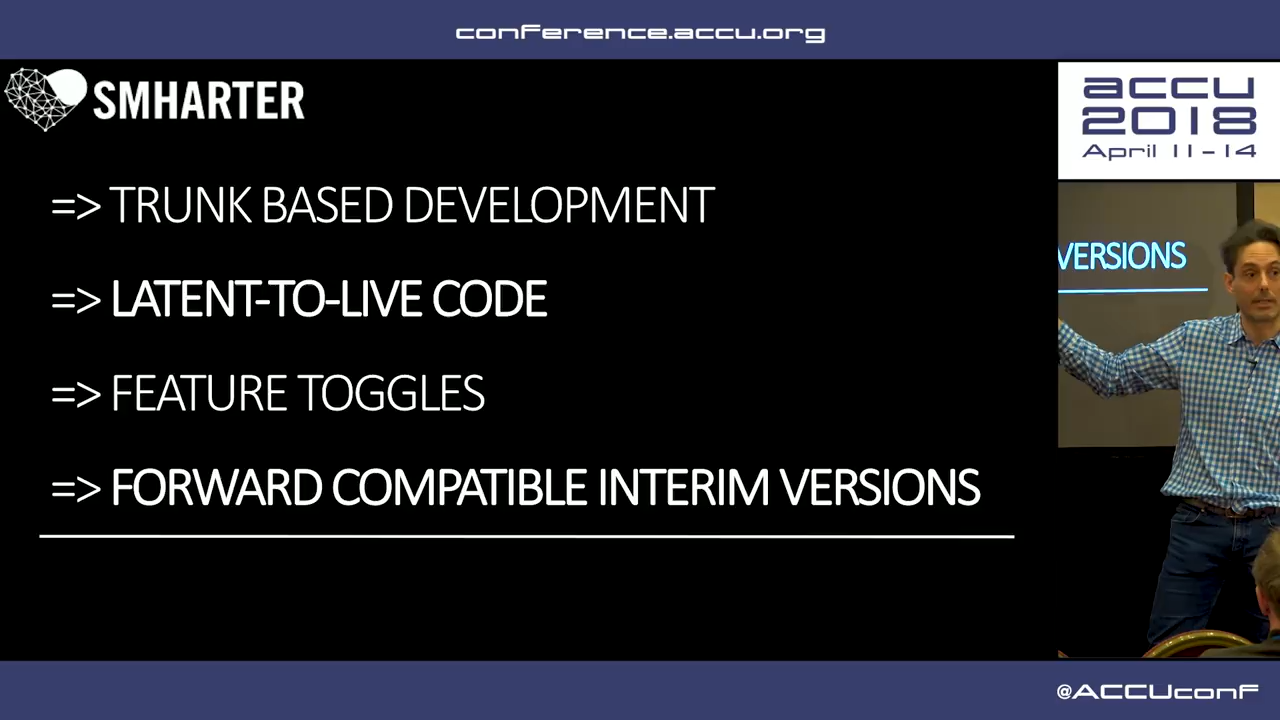 conference.accu.org
SMHARTER
accu
2018
April 11-14
=> TRUNK BASED DEVELOPMENT
=> LATENT-TO-LIVE CODE
=> FEATURE TOGGLES
=> FORWARD COMPATIBLE INTERIM VERSIONS
VERSIONS
@ACCUconf